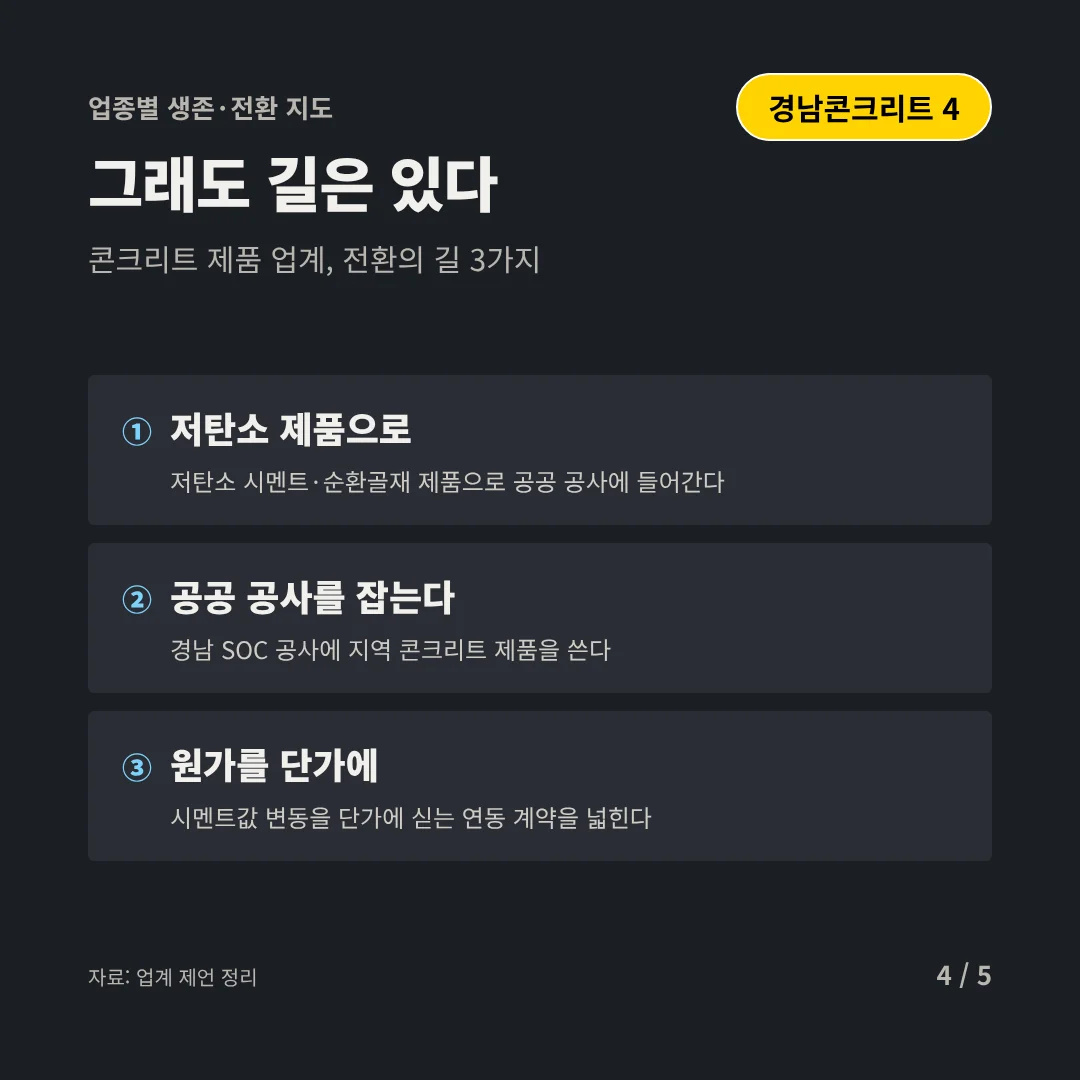 업종별 생존·전환 지도
경남콘크리트 4
그래도 길은 있다
콘크리트 제품 업계, 전환의 길 3가지
① 저탄소 제품으로
저탄소 시멘트·순환골재 제품으로 공공 공사에 들어간다
② 공공 공사를 잡는다
경남 SOC 공사에 지역 콘크리트 제품을 쓴다
③ 원가를 단가에
시멘트값 변동을 단가에 싣는 연동 계약을 넓힌다
자료: 업계 제언 정리
4 / 5